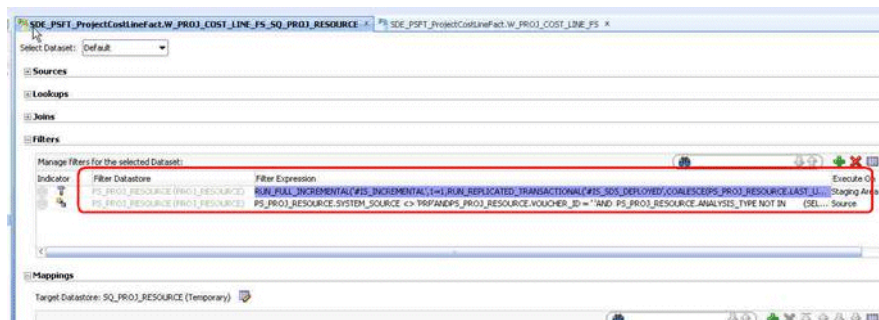 SDE_PSFT_ProjectCostLineFact.W_PROJ_COST_LINE_FS_SQ_PROJ_RESOURCE × SDE_PSFT_ProjectCostLineFact.W_PROJ_COST_LINE_FS ×
Select Dataset: Default
Sources
Lookups
Joins
Filters
Manage filters for the selected Dataset:
Indicator Filter Datastore Filter Expression Execute On
PS_PROJ_RESOURCE (PROJ_RESOURCE) RUN_FULL_INCREMENTAL('#IS_INCREMENTAL',1=1,RUN_REPLICATED_TRANSACTIONAL('#IS_SDS_DEPLOYED',COALESCE(PS_PROJ_RESOURCE.LAST_U... Staging Area
PS_PROJ_RESOURCE (PROJ_RESOURCE) PS_PROJ_RESOURCE.SYSTEM_SOURCE <> 'PRP'ANDPS_PROJ_RESOURCE.VOUCHER_ID = ' 'AND PS_PROJ_RESOURCE.ANALYSIS_TYPE NOT IN (SEL... Source
Mappings
Target Datastore: SQ_PROJ_RESOURCE (Temporary)